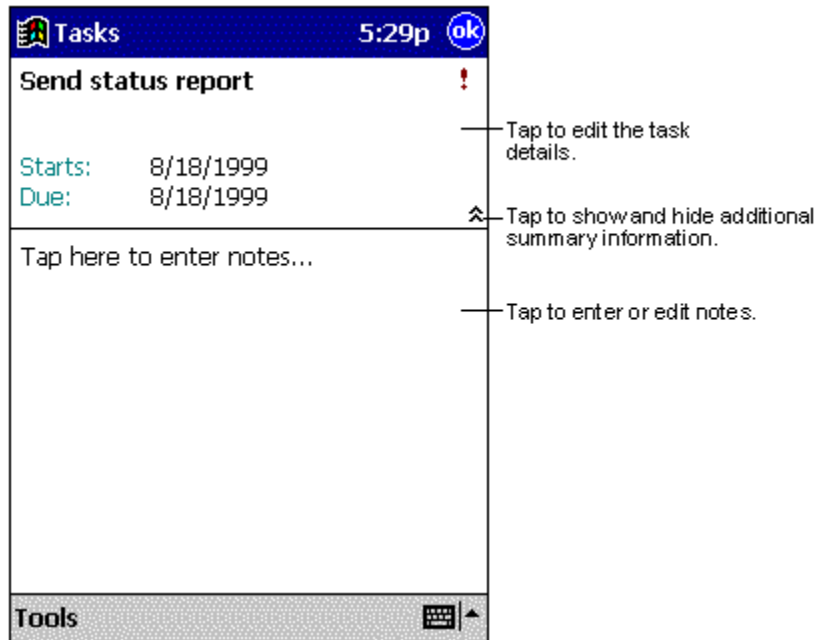 Tasks 5:29p ok
Send status report !
Tap to edit the task
details.
Starts: 8/18/1999
Due: 8/18/1999
Tap to show and hide additional
summary information.
Tap here to enter notes...
Tap to enter or edit notes.
Tools